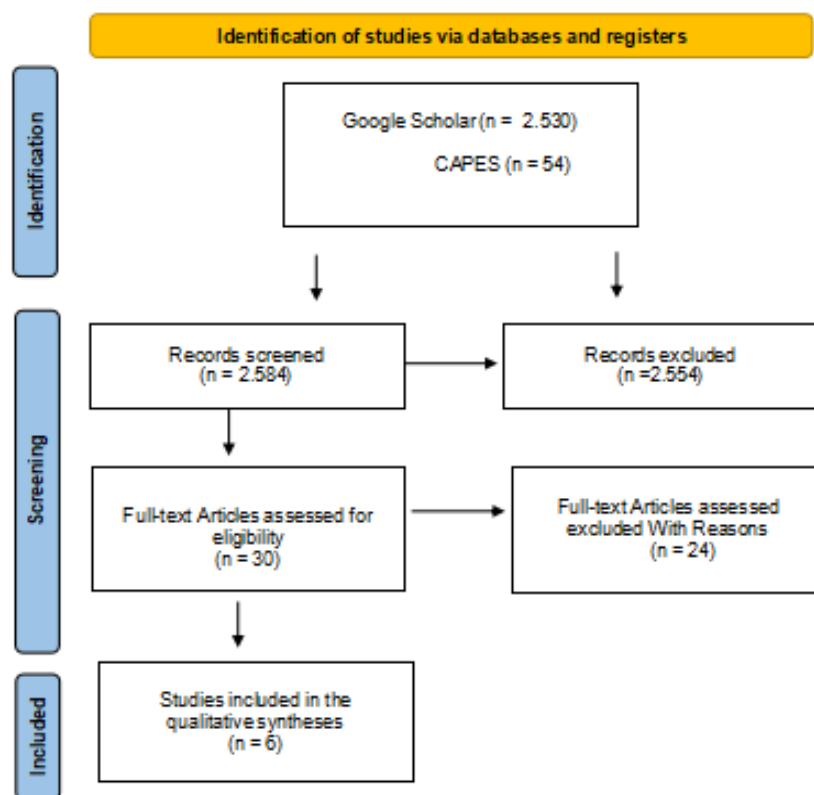 Identification of studies via databases and registers
Identification
Google Scholar (n = 2.530)
CAPES (n = 54)
Screening
Records screened
(n = 2.584)
Records excluded
(n =2.554)
Full-text Articles assessed for
eligibility
(n = 30)
Full-text Articles assessed
excluded With Reasons
(n = 24)
Included
Studies included in the
qualitative syntheses
(n = 6)